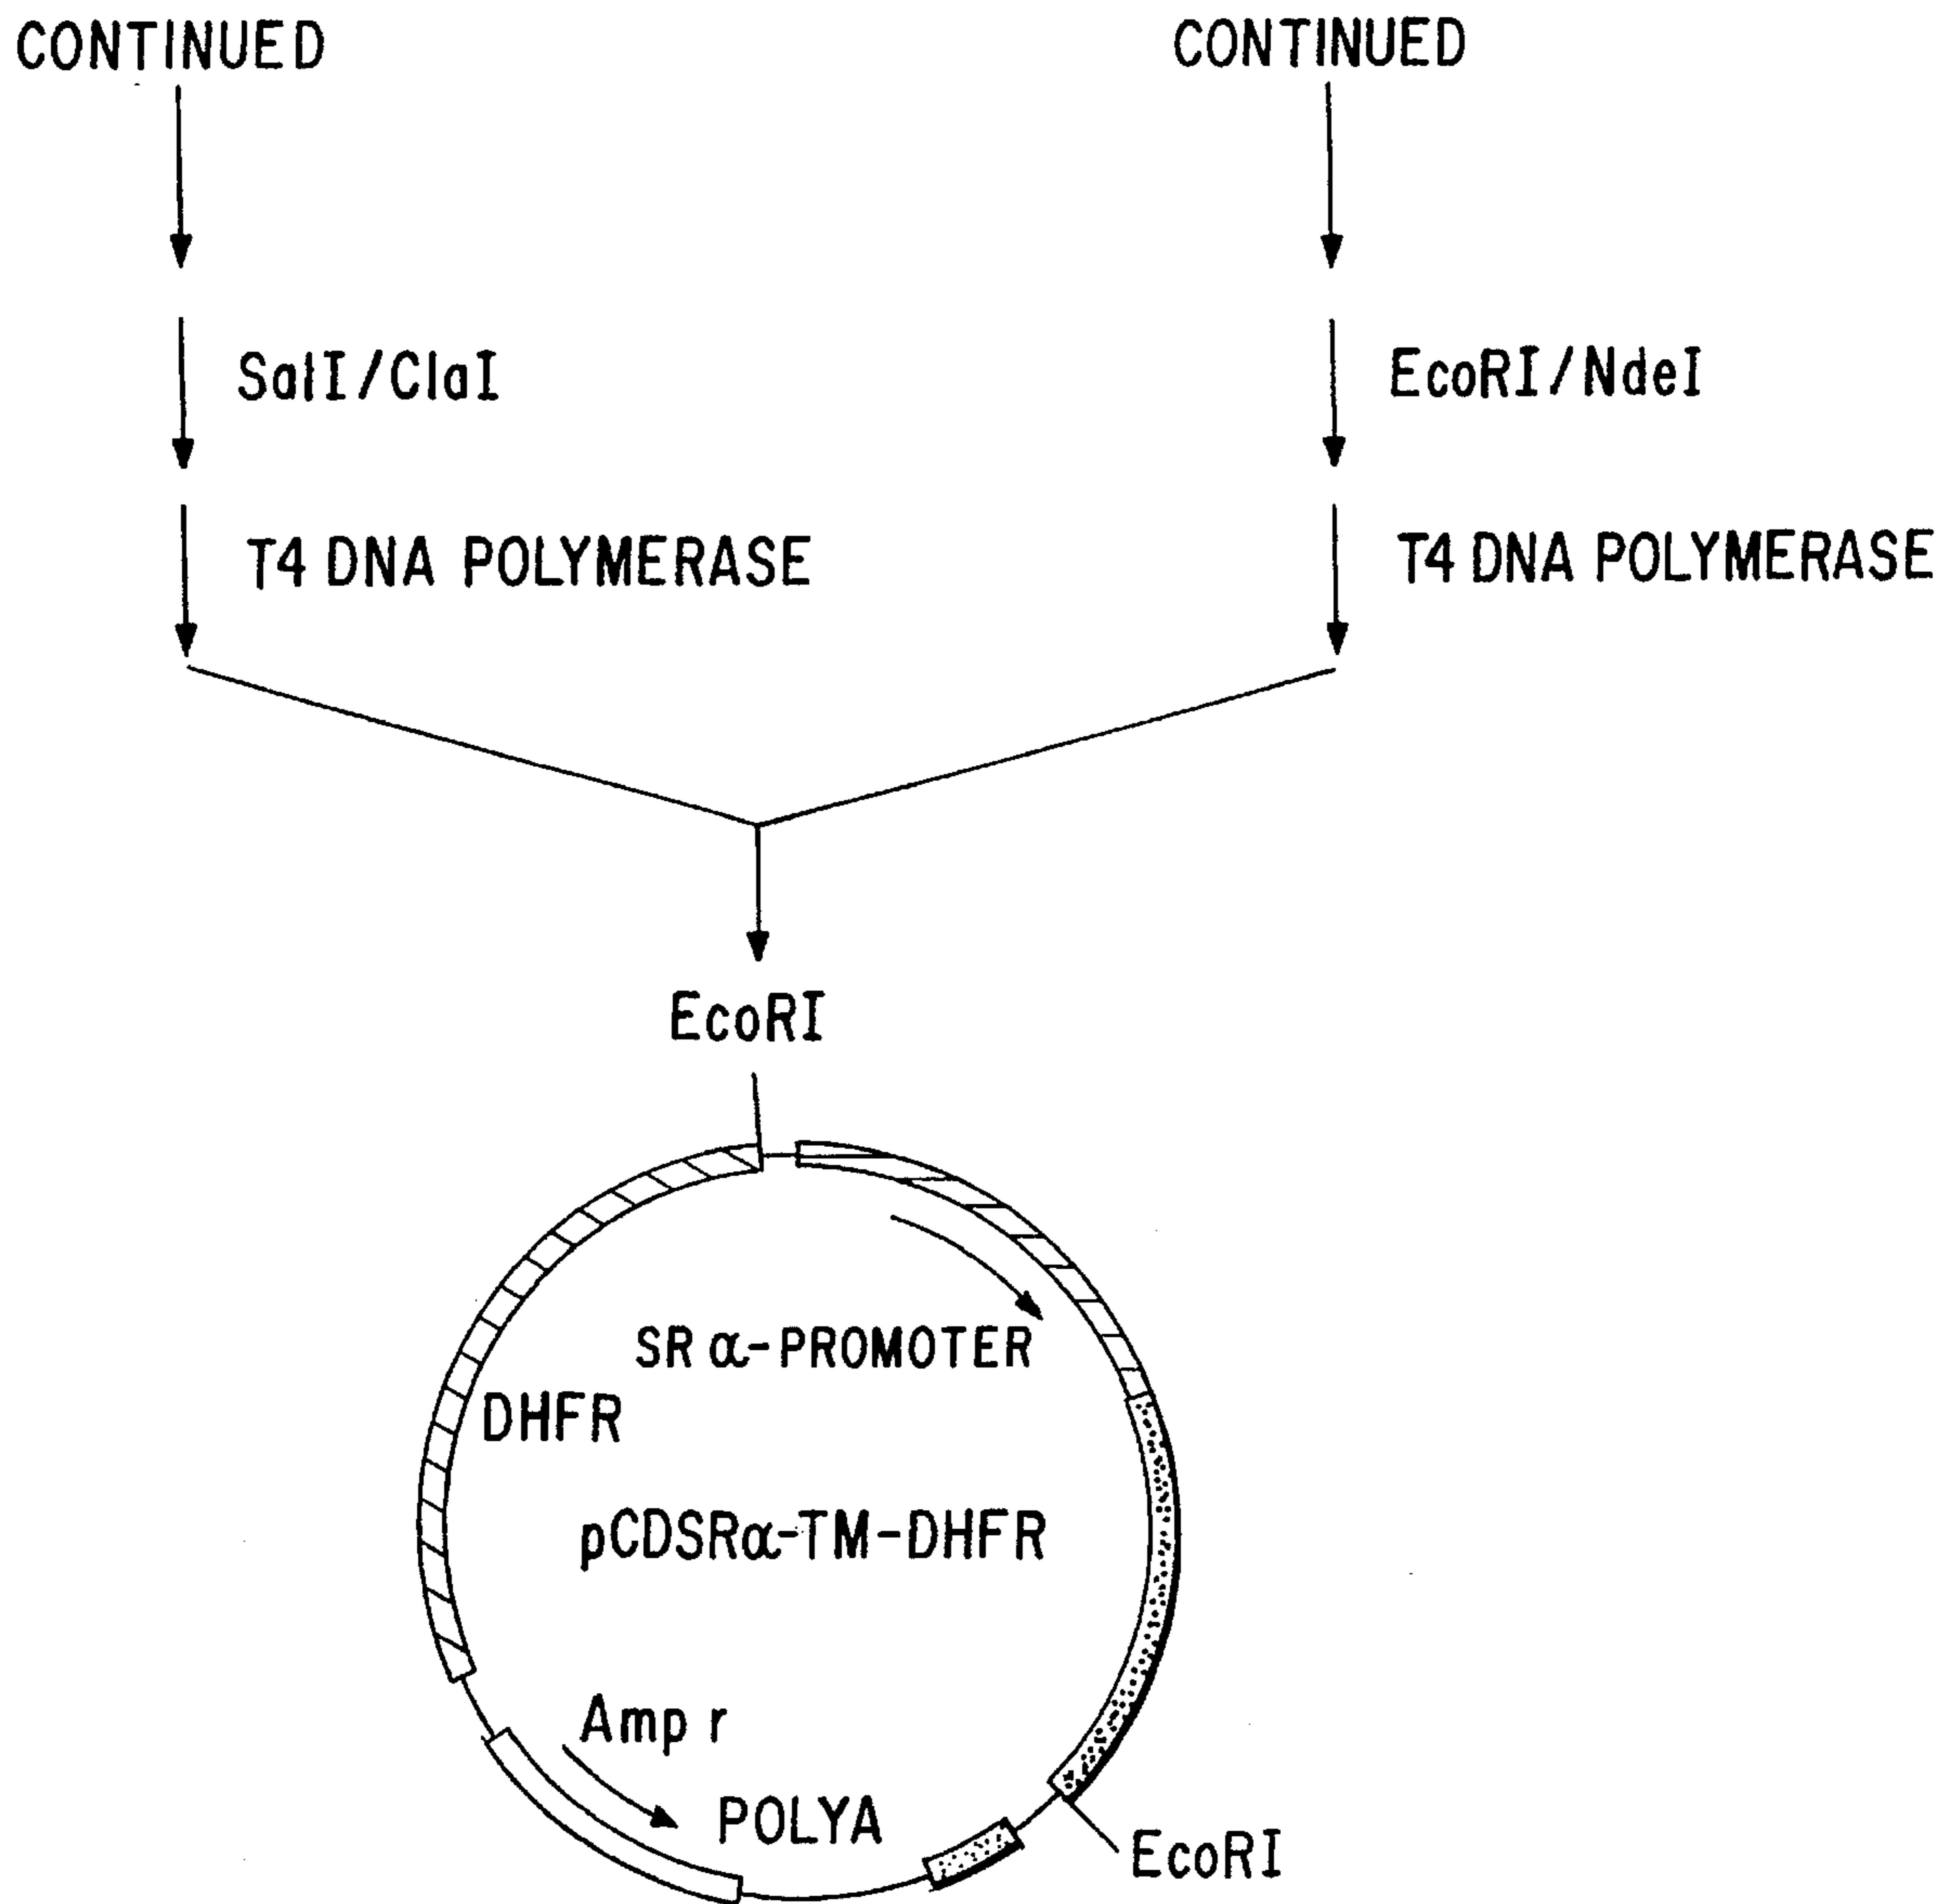 CONTINUED
CONTINUED
SalI/ClaI
EcoRI/NdeI
T4 DNA POLYMERASE
T4 DNA POLYMERASE
EcoRI
SR α-PROMOTER
DHFR
pCDSRα-TM-DHFR
Amp r
POLYA
EcoRI